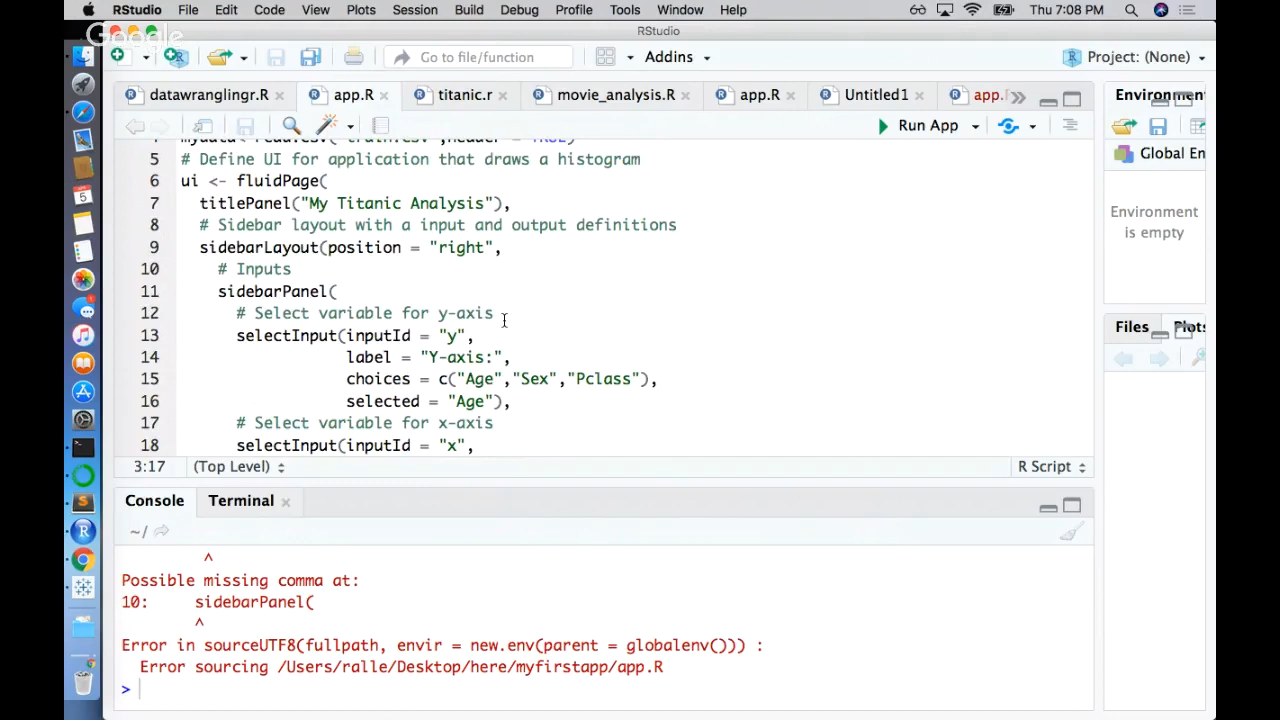 RStudio File Edit Code View Plots Session Build Debug Profile Tools Window Help Thu 7:08 PM
Google
RStudio
Go to file/function Addins Project: (None)
datawranglingr.R app.R titanic.r movie_analysis.R app.R Untitled1 app. Environmen
Run App
Global En
5 # Define UI for application that draws a histogram
6 ui <- fluidPage(
7 titlePanel("My Titanic Analysis"),
8 # Sidebar layout with a input and output definitions
9 sidebarLayout(position = "right",
10 # Inputs
11 sidebarPanel(
12 # Select variable for y-axis
13 selectInput(inputId = "y",
14 label = "Y-axis:",
15 choices = c("Age","Sex","Pclass"),
16 selected = "Age"),
17 # Select variable for x-axis
18 selectInput(inputId = "x",
3:17 (Top Level) R Script
Environment
is empty
Files Plots
Console Terminal
~/
^
Possible missing comma at:
10: sidebarPanel(
^
Error in sourceUTF8(fullpath, envir = new.env(parent = globalenv())) :
Error sourcing /Users/ralle/Desktop/here/myfirstapp/app.R
>